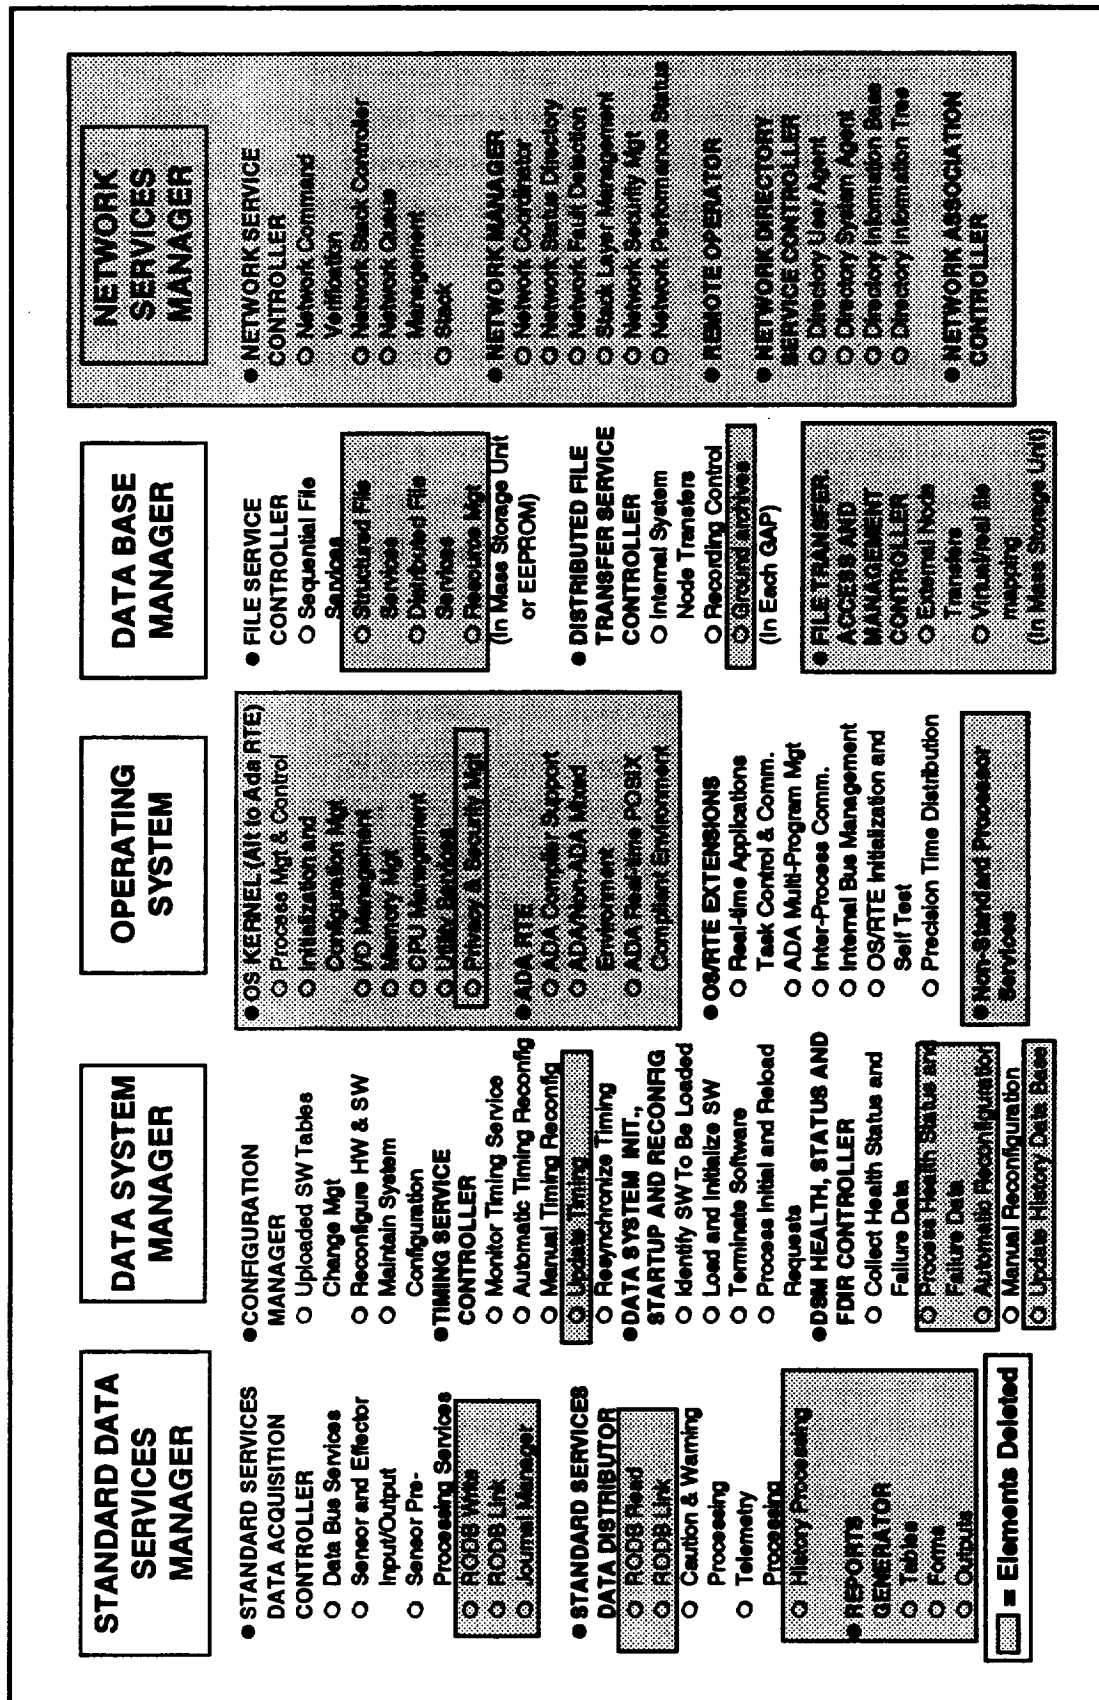 STANDARD DATA
SERVICES
MANAGER
● STANDARD SERVICES
DATA ACQUISITION
CONTROLLER
○ Data Bus Services
○ Sensor and Effector
Input/Output
○ Sensor Pre-
Processing Services
○ RODB Write
○ RODB Link
○ Journal Manager
● STANDARD SERVICES
DATA DISTRIBUTOR
○ RODB Read
○ RODB Link
○ Caution & Warning
Processing
○ Telemetry
Processing
○ History Processing
● REPORTS
GENERATOR
○ Tables
○ Forms
○ Outputs
= Elements Deleted
DATA SYSTEM
MANAGER
●CONFIGURATION
MANAGER
○ Uploaded SW Tables
Change Mgt
○ Reconfigure HW & SW
○ Maintain System
Configuration
●TIMING SERVICE
CONTROLLER
○ Monitor Timing Service
○ Automatic Timing Reconfig
○ Manual Timing Reconfig
○ Update Timing
○ Resynchronize Timing
●DATA SYSTEM INIT.,
STARTUP AND RECONFIG
○ Identify SW To Be Loaded
○ Load and Initialize SW
○ Terminate Software
○ Process Initial and Reload
Requests
●DSM HEALTH, STATUS AND
FDIR CONTROLLER
○ Collect Health Status and
Failure Data
○ Process Health Status and
Failure Data
○ Automatic Reconfiguration
○ Manual Reconfiguration
○ Update History Data Base
OPERATING
SYSTEM
●OS KERNEL(Alt to Ada RTE)
○ Process Mgt & Control
○ Initialization and
Configuration Mgt
○ I/O Management
○ Memory Mgt
○ CPU Management
○ Utility Services
○ Privacy & Security Mgt
●ADA RTE
○ ADA Compiler Support
○ ADA/Non-ADA Mixed
Environment
○ ADA Real-time POSIX
Compliant Environment
●OS/RTE EXTENSIONS
○ Real-time Applications
Task Control & Comm.
○ ADA Multi-Program Mgt
○ Inter-Process Comm.
○ Internal Bus Management
○ OS/RTE Initialization and
Self Test
○ Precision Time Distribution
●Non-Standard Processor
Services
DATA BASE
MANAGER
● FILE SERVICE
CONTROLLER
○ Sequential File
Services
○ Structured File
Services
○ Distributed File
Services
○ Resource Mgt
(In Mass Storage Unit
or EEPROM)
● DISTRIBUTED FILE
TRANSFER SERVICE
CONTROLLER
○ Internal System
Node Transfers
○ Recording Control
○ Ground archives
(In Each GAP)
● FILE TRANSFER.
ACCESS AND
MANAGEMENT
CONTROLLER
○ External Node
Transfers
○ Virtual/real file
mapping
(In Mass Storage Unit)
NETWORK
SERVICES
MANAGER
● NETWORK SERVICE
CONTROLLER
○ Network Command
Verification
○ Network Stack Controller
○ Network Queue
Management
○ Stack
● NETWORK MANAGER
○ Network Coordinator
○ Network Status Directory
○ Network Fault Detection
○ Stack Layer Management
○ Network Security Mgt
○ Network Performance Status
● REMOTE OPERATOR
● NETWORK DIRECTORY
SERVICE CONTROLLER
○ Directory User Agent
○ Directory System Agent
○ Directory Information Base
○ Directory Information Tree
● NETWORK ASSOCIATION
CONTROLLER